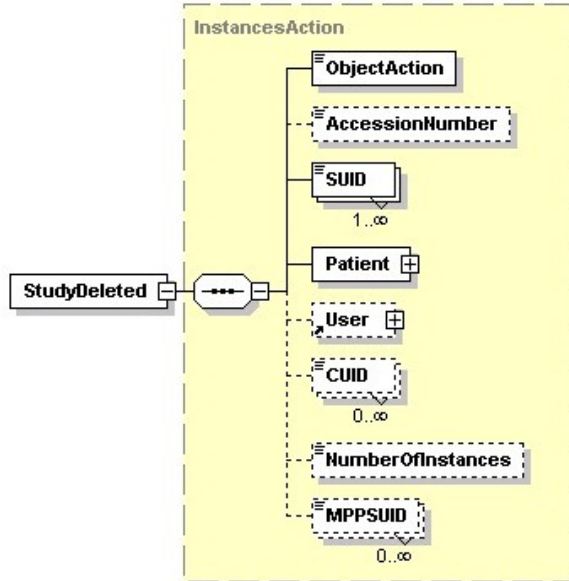 InstancesAction
ObjectAction
AccessionNumber
SUID
1..∞
Patient
StudyDeleted
User
CUID
0..∞
NumberOfInstances
MPPSUID
0..∞